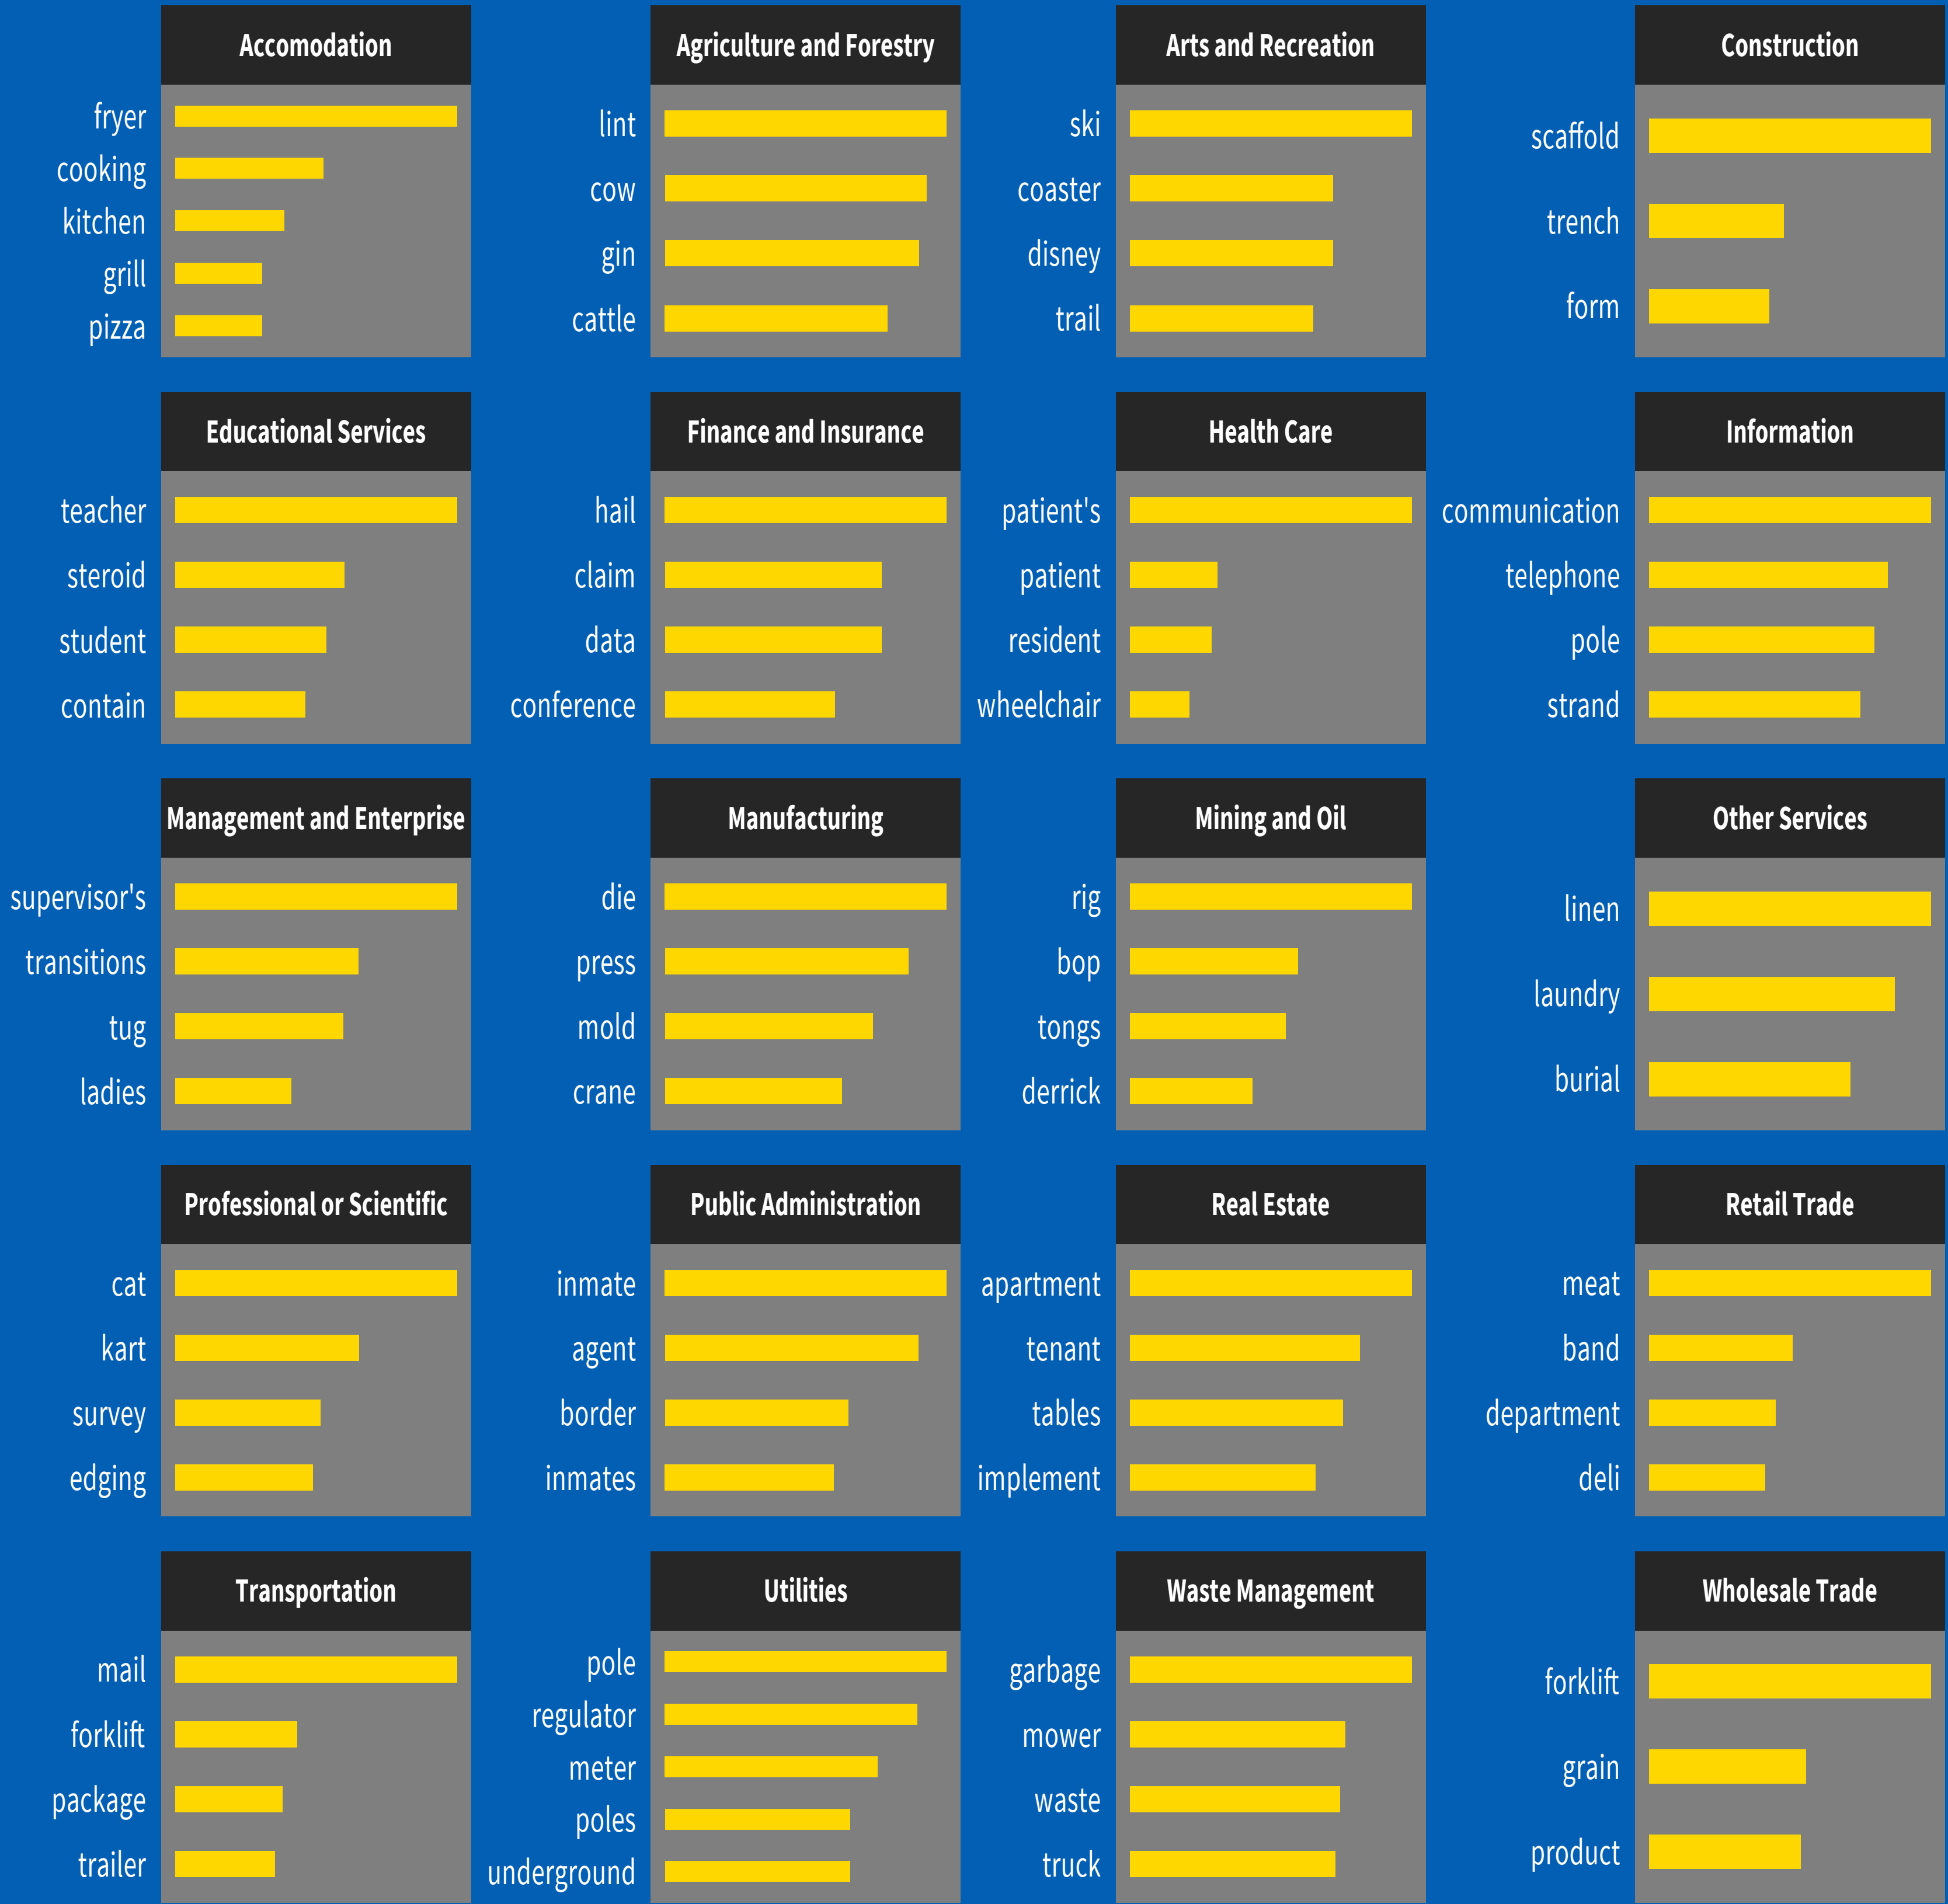 Accomodation
fryer
cooking
kitchen
grill
pizza
Agriculture and Forestry
lint
cow
gin
cattle
Arts and Recreation
ski
coaster
disney
trail
Construction
scaffold
trench
form
Educational Services
teacher
steroid
student
contain
Finance and Insurance
hail
claim
data
conference
Health Care
patient's
patient
resident
wheelchair
Information
communication
telephone
pole
strand
Management and Enterprise
supervisor's
transitions
tug
ladies
Manufacturing
die
press
mold
crane
Mining and Oil
rig
bop
tongs
derrick
Other Services
linen
laundry
burial
Professional or Scientific
cat
kart
survey
edging
Public Administration
inmate
agent
border
inmates
Real Estate
apartment
tenant
tables
implement
Retail Trade
meat
band
department
deli
Transportation
mail
forklift
package
trailer
Utilities
pole
regulator
meter
poles
underground
Waste Management
garbage
mower
waste
truck
Wholesale Trade
forklift
grain
product